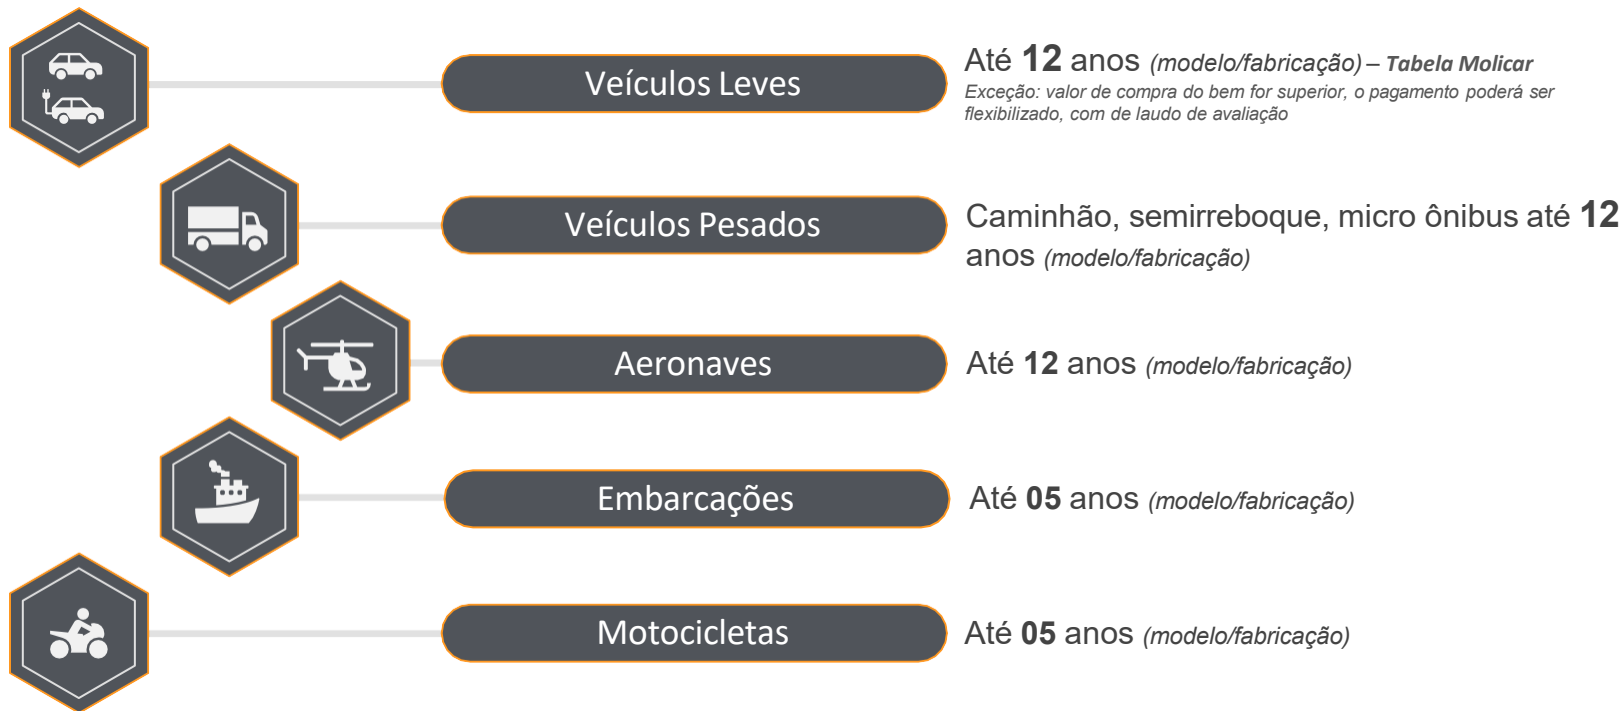 Veículos Leves
Até 12 anos (modelo/fabricação) – Tabela Molicar
Exceção: valor de compra do bem for superior, o pagamento poderá ser
flexibilizado, com de laudo de avaliação
Veículos Pesados
Caminhão, semirreboque, micro ônibus até 12
anos (modelo/fabricação)
Aeronaves
Até 12 anos (modelo/fabricação)
Embarcações
Até 05 anos (modelo/fabricação)
Motocicletas
Até 05 anos (modelo/fabricação)